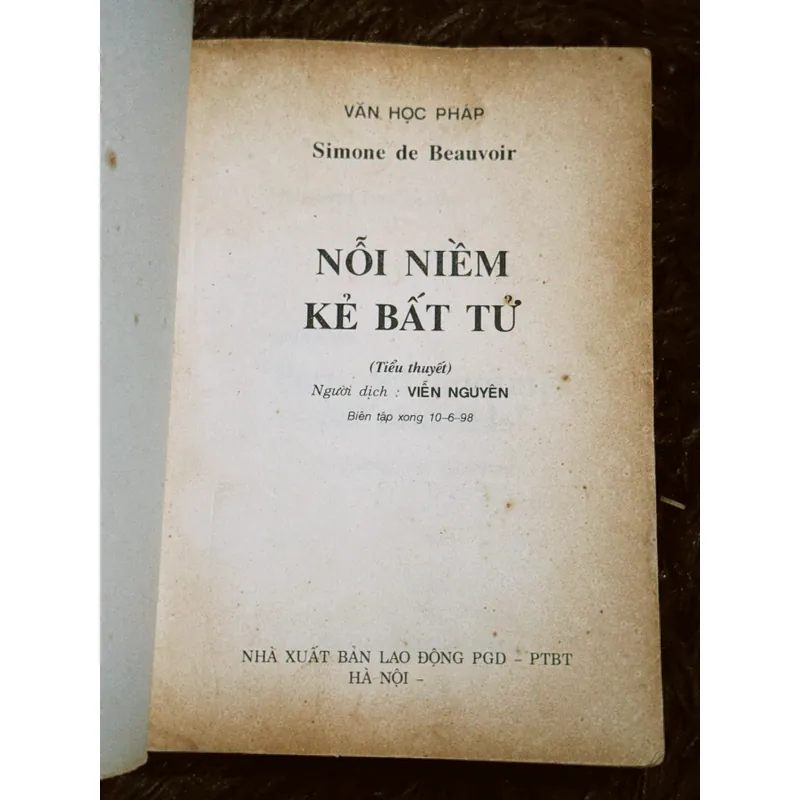 VĂN HỌC PHÁP
Simone de Beauvoir
NỖI NIỀM
KẺ BẤT TỬ
(Tiểu thuyết)
Người dịch : VIỄN NGUYÊN
Biên tập xong 10-6-98
NHÀ XUẤT BẢN LAO ĐỘNG PGD - PTBT
HÀ NỘI -